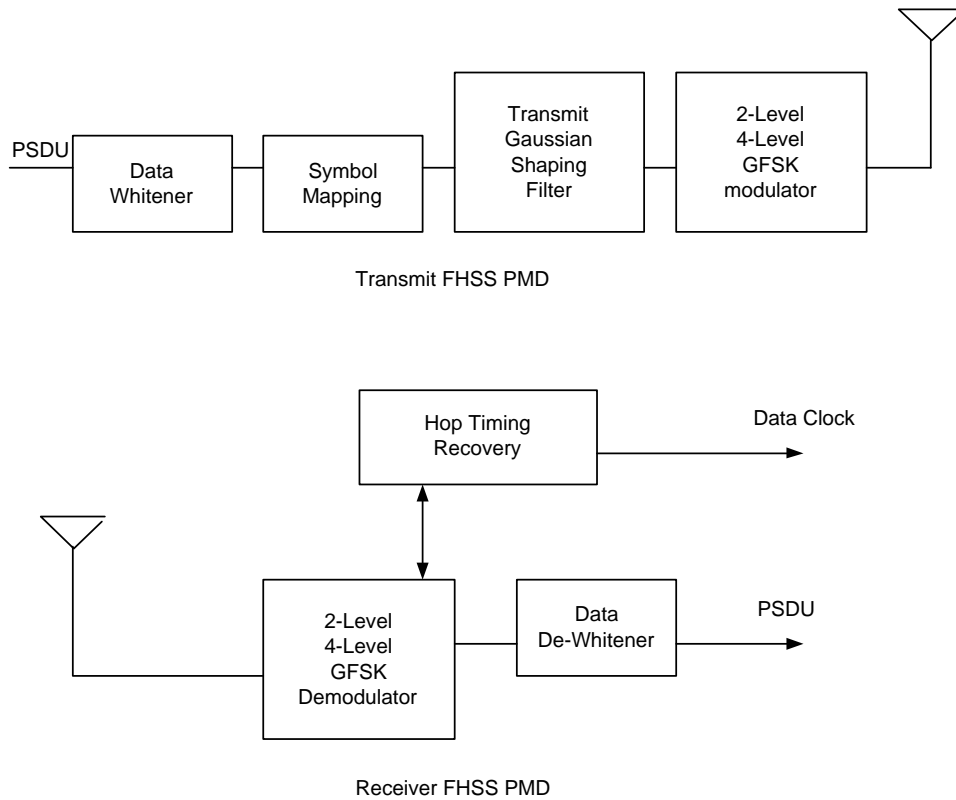 PSDU
Data
Whitener
Symbol
Mapping
Transmit
Gaussian
Shaping
Filter
2-Level
4-Level
GFSK
modulator
Transmit FHSS PMD
Hop Timing
Recovery
Data Clock
2-Level
4-Level
GFSK
Demodulator
Data
De-Whitener
PSDU
Receiver FHSS PMD